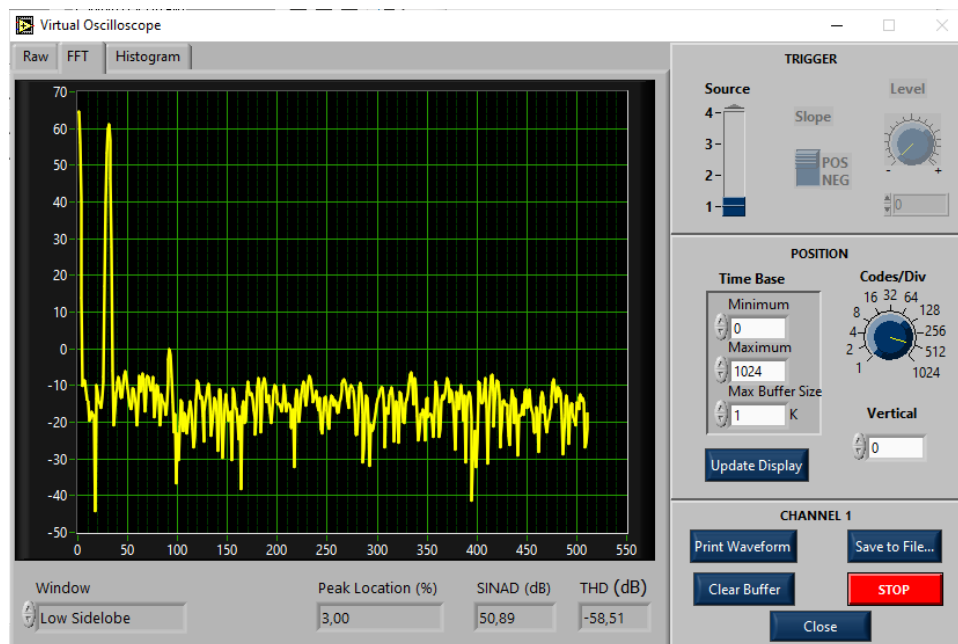 Virtual Oscilloscope
Raw FFT Histogram
70
60
50
40
30
20
10
0
-10
-20
-30
-40
-50
0 50 100 150 200 250 300 350 400 450 500 550
Window
Low Sidelobe
Peak Location (%)
3,00
SINAD (dB)
50,89
THD (dB)
-58,51
TRIGGER
Source
4
3
2
1
Slope
POS
NEG
Level
- +
0
POSITION
Time Base
Minimum
0
Maximum
1024
Max Buffer Size
1 K
Update Display
Codes/Div
16 32 64
8 128
4 256
2 512
1 1024
Vertical
0
CHANNEL 1
Print Waveform Save to File...
Clear Buffer STOP
Close